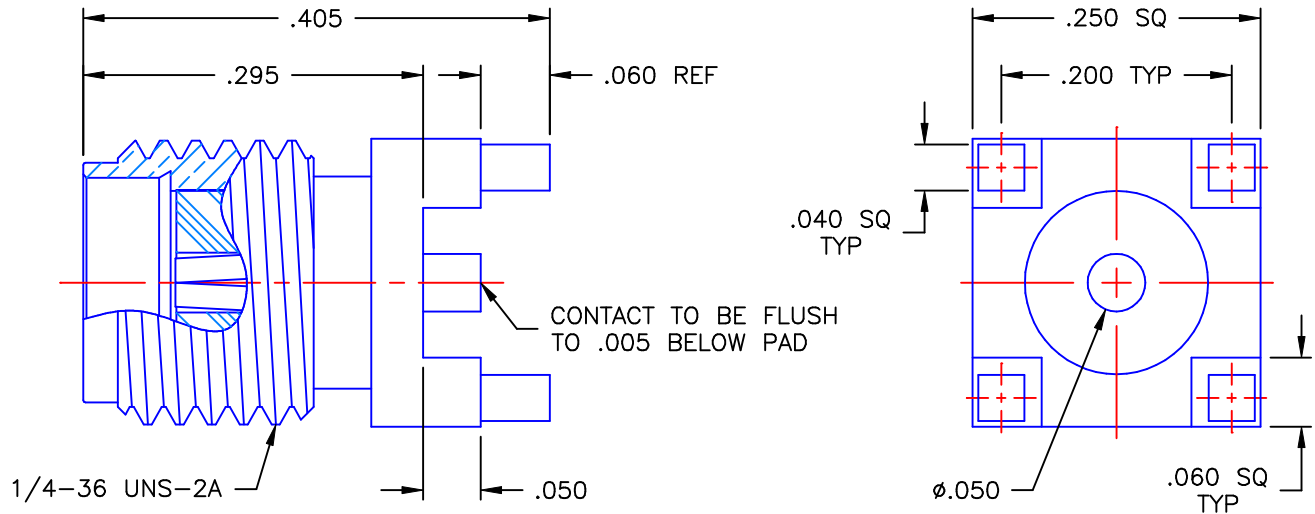 .405
.250 SQ
.295
.060 REF
.200 TYP
.040 SQ
TYP
CONTACT TO BE FLUSH
TO .005 BELOW PAD
1/4-36 UNS-2A
.050
ø.050
.060 SQ
TYP